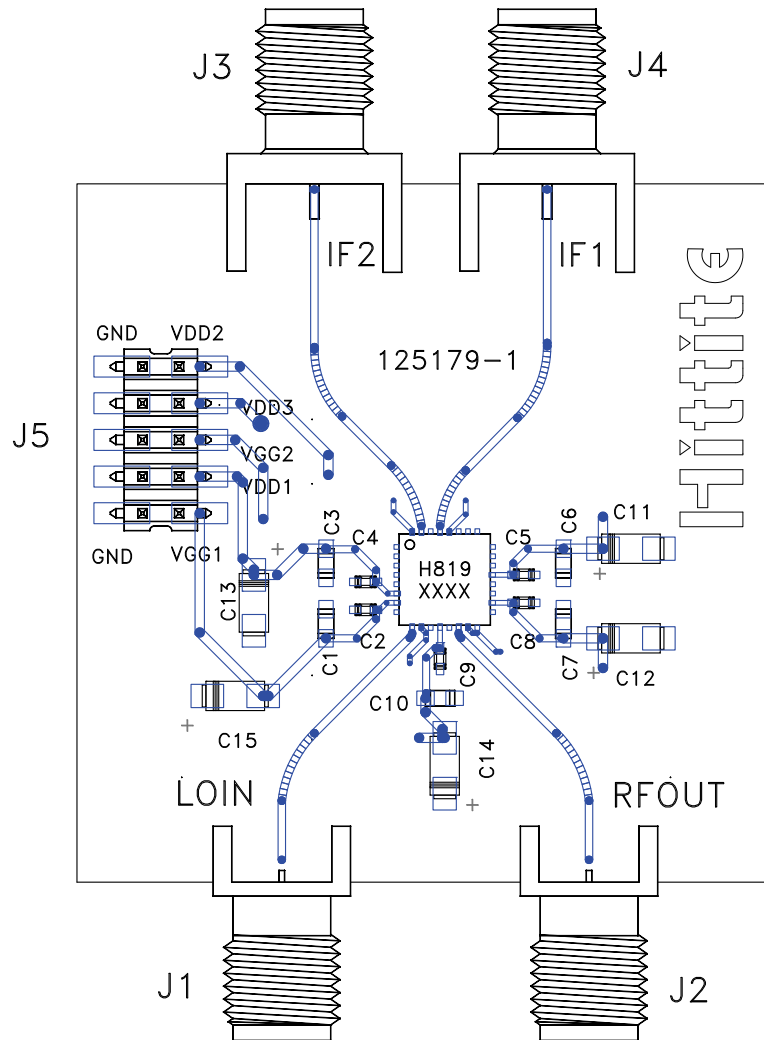 J3
J4
IF2
IF1
Hittite
GND
VDD2
125179-1
J5
VDD3
VGG2
VDD1
GND
VGG1
C3
C4
C5
C6
C11
H819
XXXX
C13
C1
C2
C8
C7
C12
C9
C10
C15
C14
LOIN
RFOUT
J1
J2